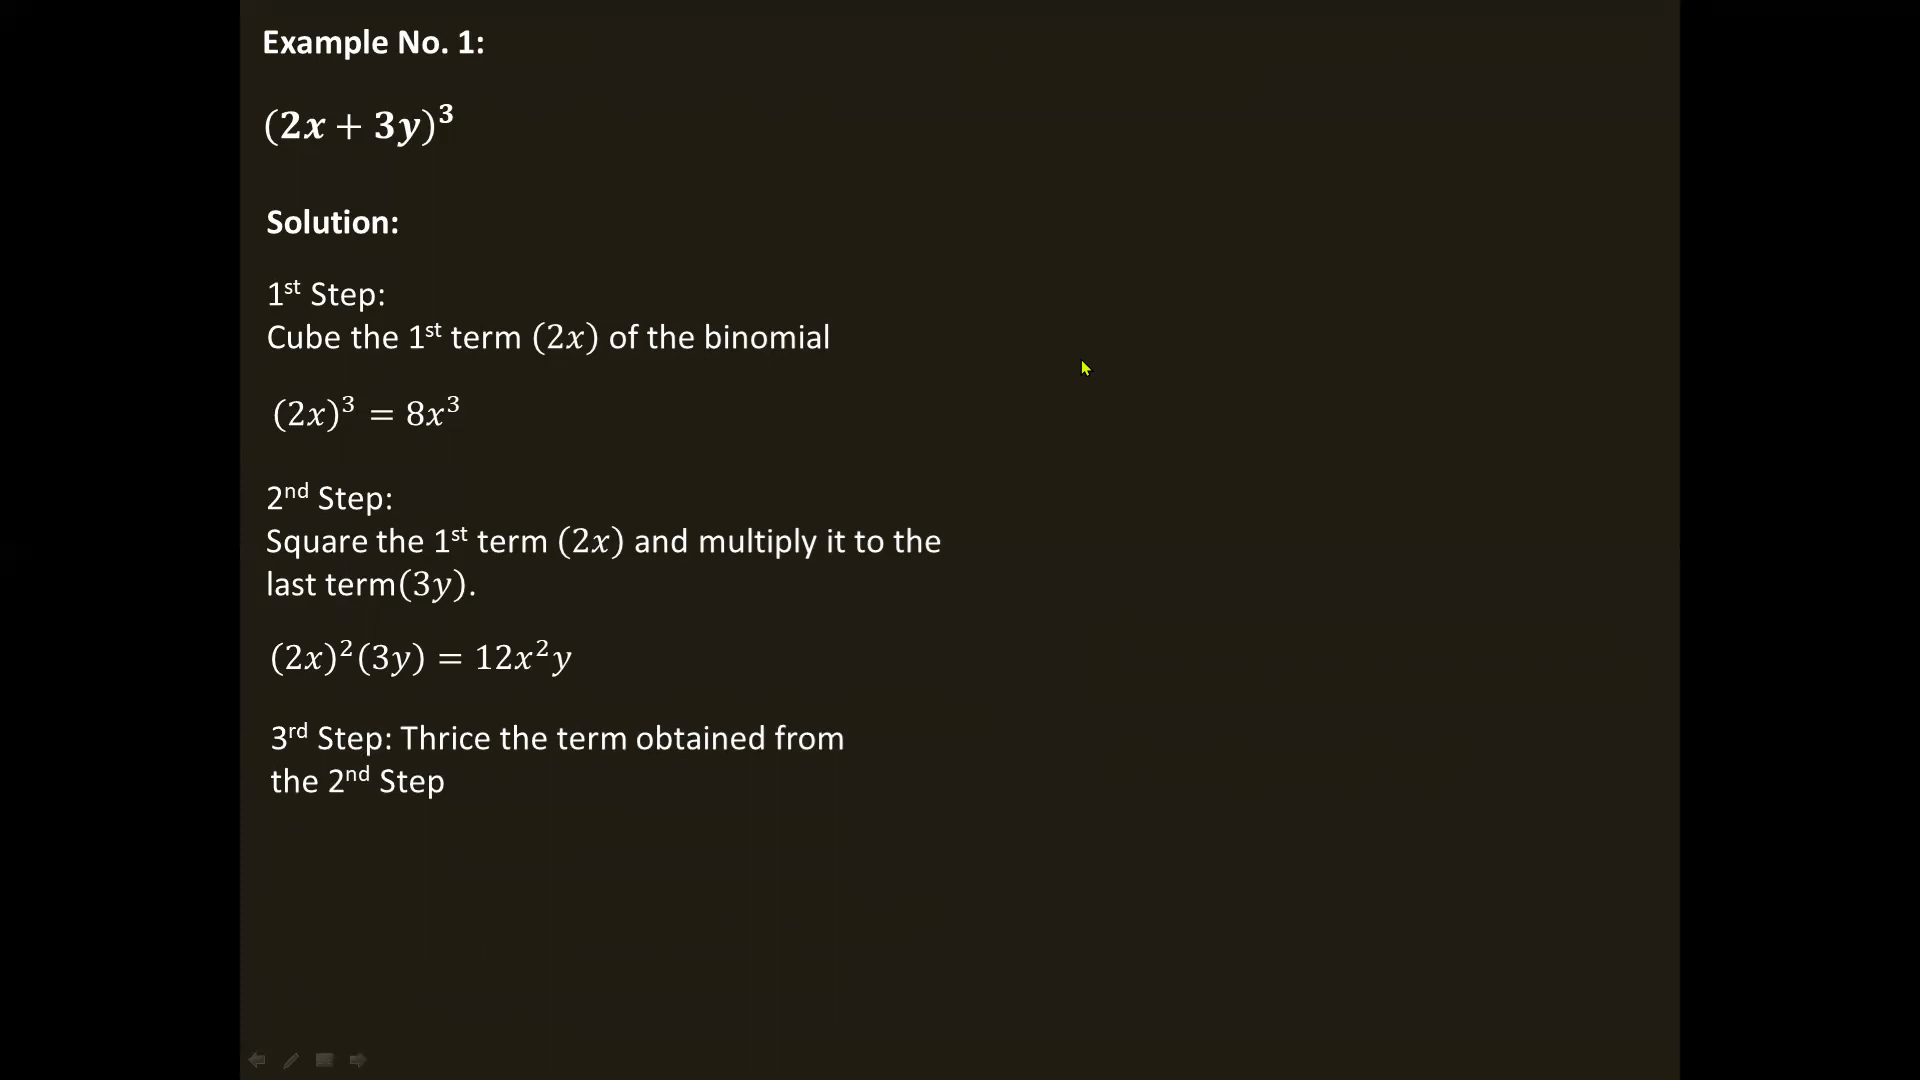 Example No. 1:
(2x + 3y)³
Solution:
1ˢᵗ Step:
Cube the 1ˢᵗ term (2x) of the binomial
(2x)³ = 8x³
2ⁿᵈ Step:
Square the 1ˢᵗ term (2x) and multiply it to the
last term(3y).
(2x)²(3y) = 12x²y
3ʳᵈ Step: Thrice the term obtained from
the 2ⁿᵈ Step